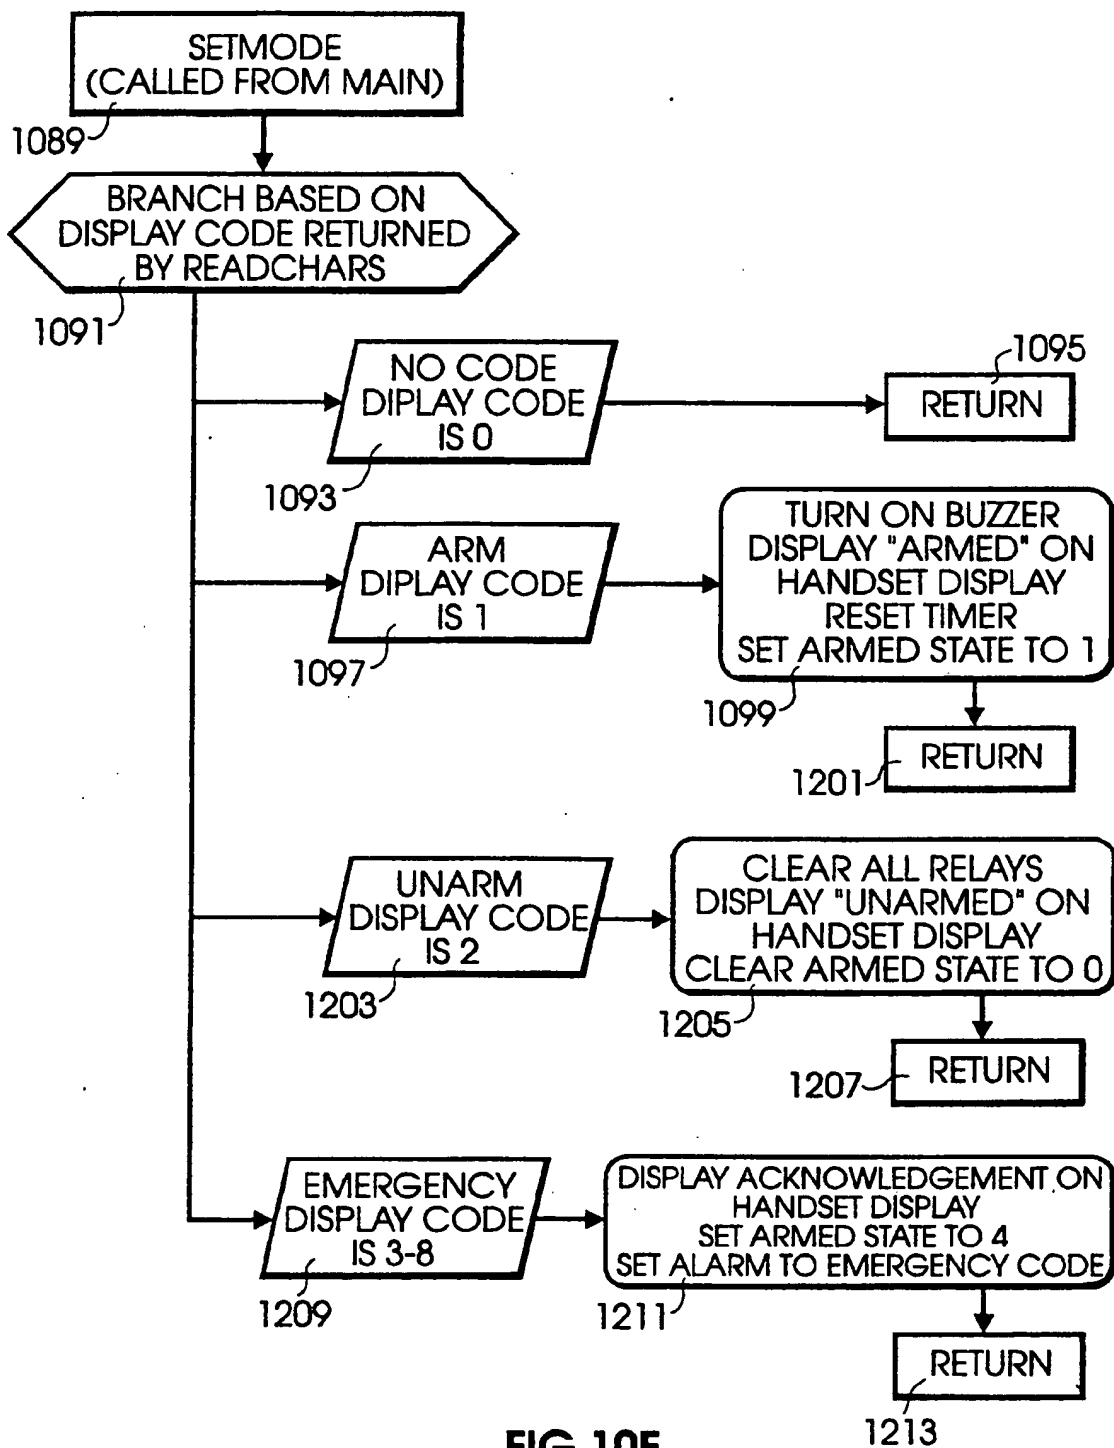 SETMODE
(CALLED FROM MAIN)
1089
BRANCH BASED ON
DISPLAY CODE RETURNED
BY READCHARS
1091
NO CODE
DIPLAY CODE
IS 0
1093
1095
RETURN
ARM
DIPLAY CODE
IS 1
1097
TURN ON BUZZER
DISPLAY "ARMED" ON
HANDSET DISPLAY
RESET TIMER
SET ARMED STATE TO 1
1099
RETURN
1201
UNARM
DISPLAY CODE
IS 2
1203
CLEAR ALL RELAYS
DISPLAY "UNARMED" ON
HANDSET DISPLAY
CLEAR ARMED STATE TO 0
1205
RETURN
1207
EMERGENCY
DISPLAY CODE
IS 3-8
1209
DISPLAY ACKNOWLEDGEMENT ON
HANDSET DISPLAY
SET ARMED STATE TO 4
SET ALARM TO EMERGENCY CODE
1211
RETURN
1213